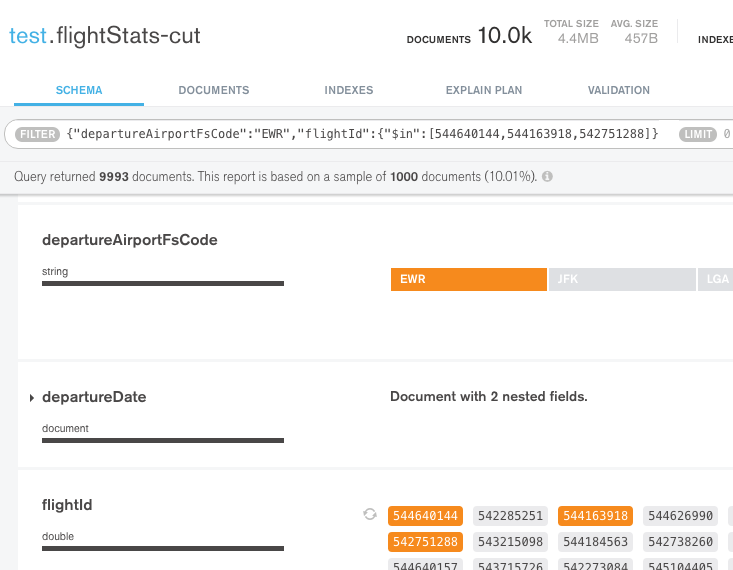 test.flightStats-cut
DOCUMENTS 10.0k
TOTAL SIZE AVG. SIZE
4.4MB 457B
INDEXE
SCHEMA DOCUMENTS INDEXES EXPLAIN PLAN VALIDATION
FILTER {"departureAirportFsCode":"EWR","flightId":{"$in":[544640144,544163918,542751288]}} LIMIT 0
Query returned 9993 documents. This report is based on a sample of 1000 documents (10.01%).
departureAirportFsCode
string
EWR JFK LGA
departureDate
Document with 2 nested fields.
document
flightId
544640144 542285251 544163918 544626990
double
542751288 543215098 544184563 542738260
544640157 543715726 542273084 545104405